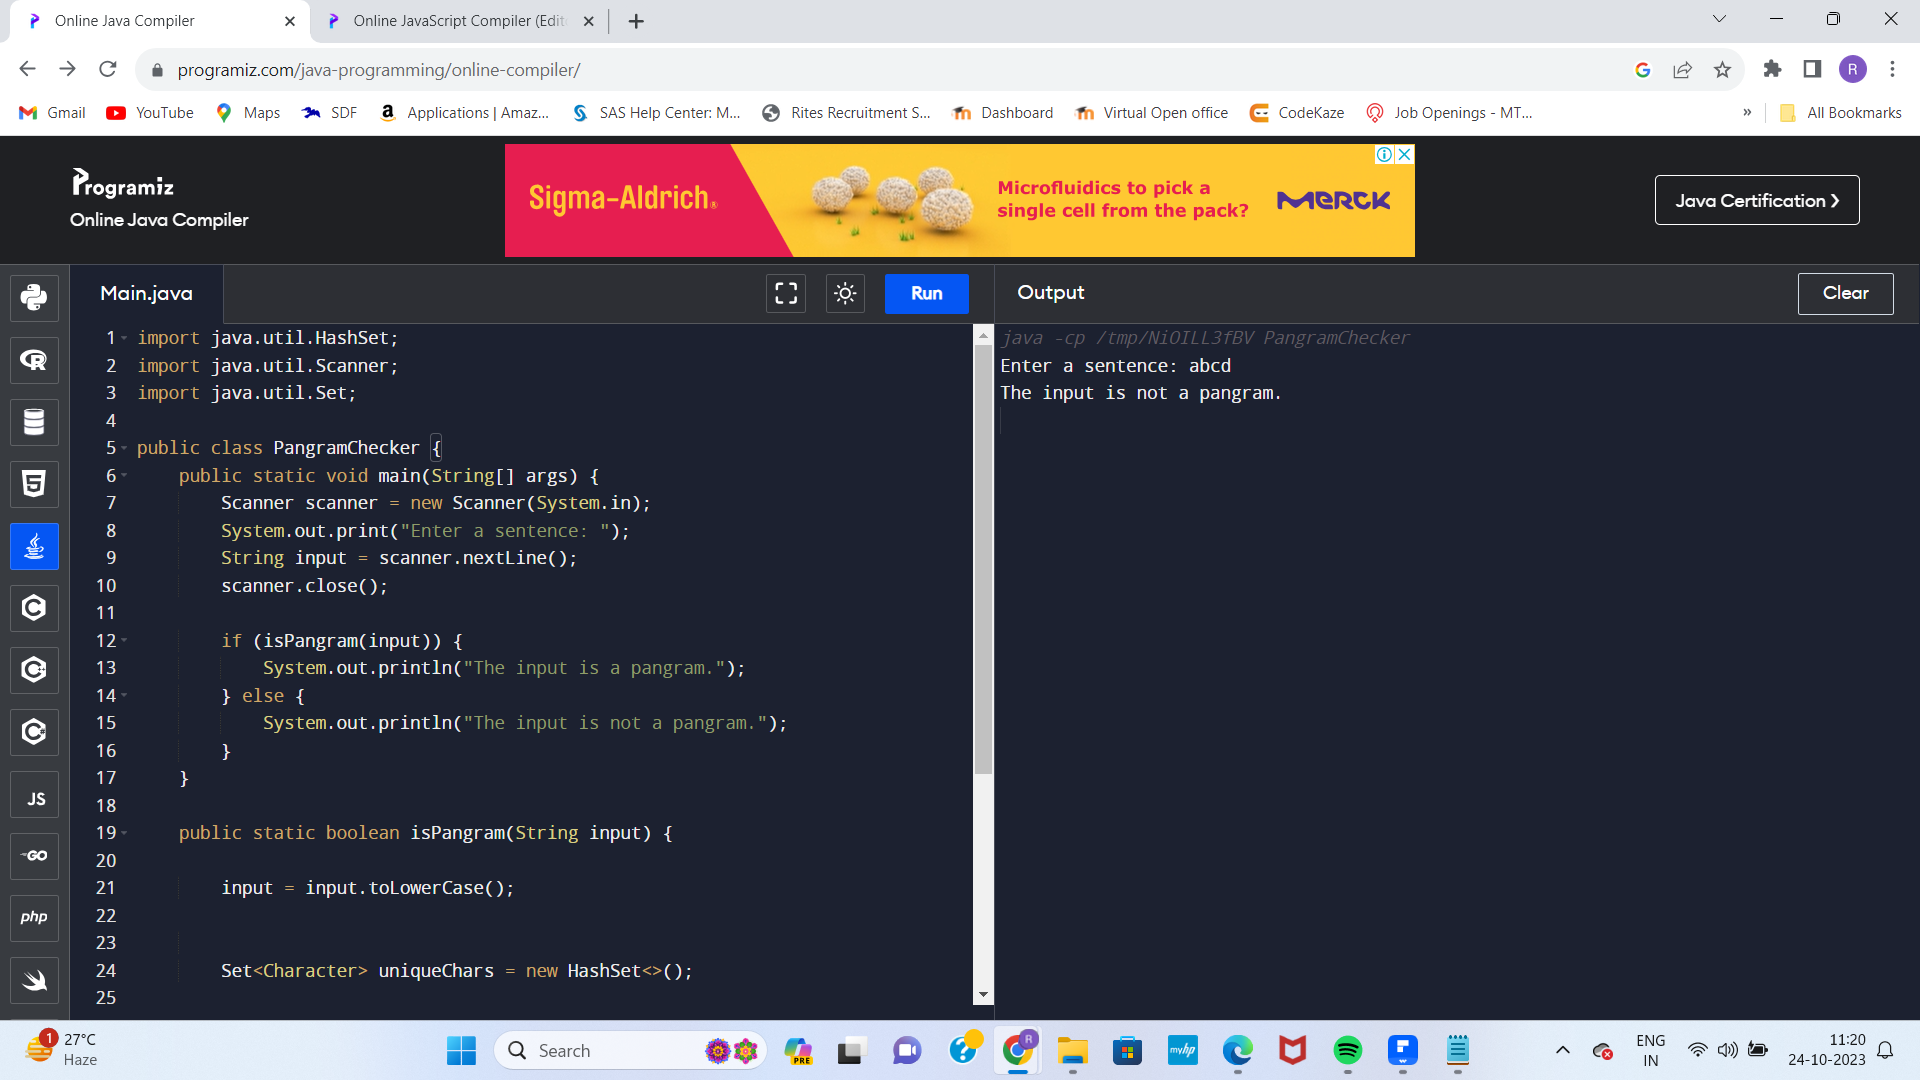 Online Java Compiler
Online JavaScript Compiler (Edit
programiz.com/java-programming/online-compiler/
R
Gmail
YouTube
Maps
SDF
Applications | Amaz...
SAS Help Center: M...
Rites Recruitment S...
Dashboard
Virtual Open office
CodeKaze
Job Openings - MT...
»
All Bookmarks
Programiz
Online Java Compiler
Sigma-Aldrich®
Microfluidics to pick a
single cell from the pack?
MERCK
Java Certification ❯
Main.java
Run
Output
Clear
1 import java.util.HashSet;
2 import java.util.Scanner;
3 import java.util.Set;
4
5 public class PangramChecker {
6 public static void main(String[] args) {
7 Scanner scanner = new Scanner(System.in);
8 System.out.print("Enter a sentence: ");
9 String input = scanner.nextLine();
10 scanner.close();
11
12 if (isPangram(input)) {
13 System.out.println("The input is a pangram.");
14 } else {
15 System.out.println("The input is not a pangram.");
16 }
17 }
18
19 public static boolean isPangram(String input) {
20
21 input = input.toLowerCase();
22
23
24 Set<Character> uniqueChars = new HashSet<>();
25
java -cp /tmp/NiOILL3fBV PangramChecker
Enter a sentence: abcd
The input is not a pangram.
R
5
C
C
C
JS
GO
php
1
27°C
Haze
Search
PRE
R
myhp
ENG
IN
11:20
24-10-2023